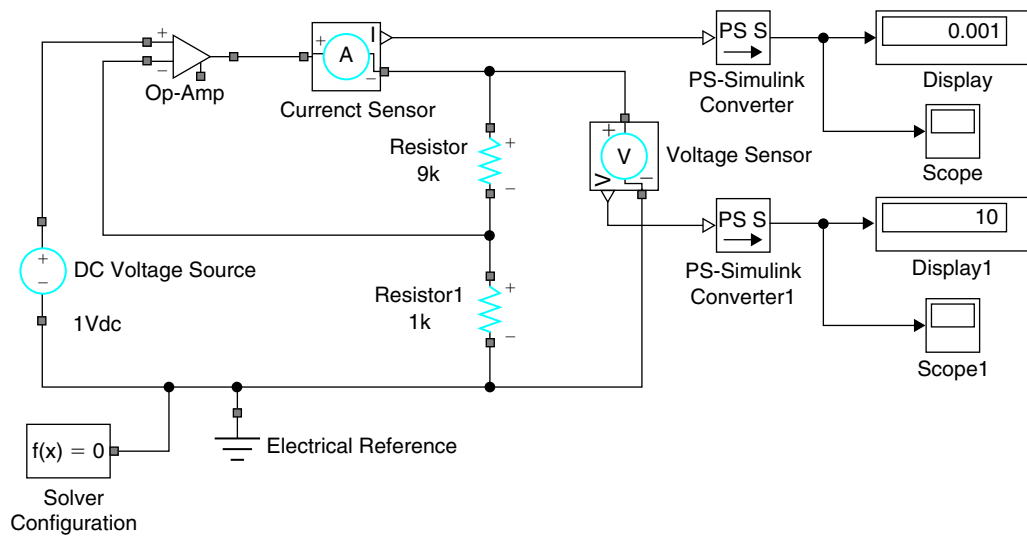 +
−
Op-Amp
+
A
I
−
Currenct Sensor
PS S
PS-Simulink
Converter
0.001
Display
Scope
Resistor
9k
+
−
+
V
−
V
Voltage Sensor
PS S
PS-Simulink
Converter1
10
Display1
Scope1
+
−
DC Voltage Source
1Vdc
Resistor1
1k
+
−
f(x) = 0
Solver
Configuration
Electrical Reference